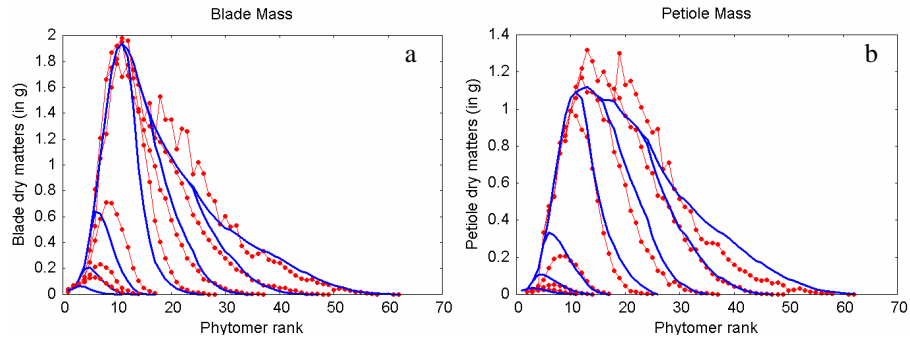 Blade Mass
a
Blade dry matters (in g)
2
1.8
1.6
1.4
1.2
1
0.8
0.6
0.4
0.2
0
0 10 20 30 40 50 60 70
Phytomer rank
Petiole Mass
b
Petiole dry matters (in g)
1.4
1.2
1
0.8
0.6
0.4
0.2
0
0 10 20 30 40 50 60 70
Phytomer rank